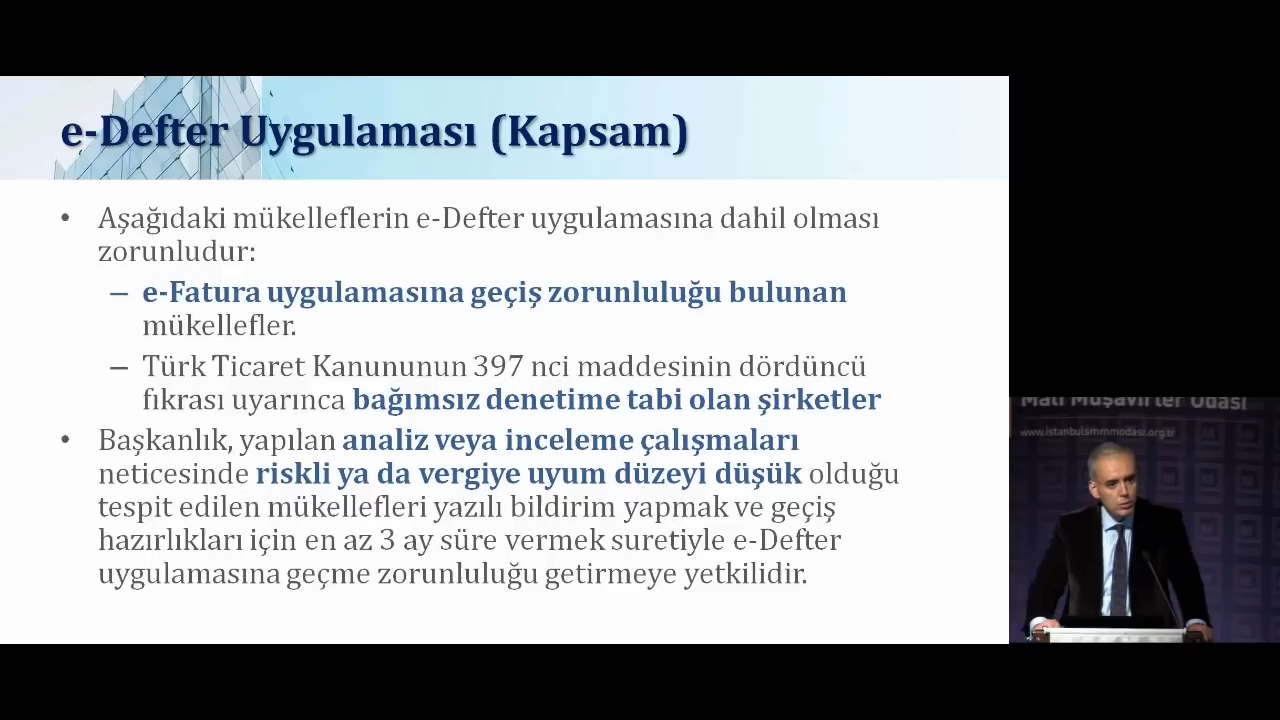 e-Defter Uygulaması (Kapsam)
• Aşağıdaki mükelleflerin e-Defter uygulamasına dahil olması
zorunludur:
– e-Fatura uygulamasına geçiş zorunluluğu bulunan
mükellefler.
– Türk Ticaret Kanununun 397 nci maddesinin dördüncü
fıkrası uyarınca bağımsız denetime tabi olan şirketler
• Başkanlık, yapılan analiz veya inceleme çalışmaları
neticesinde riskli ya da vergiye uyum düzeyi düşük olduğu
tespit edilen mükellefleri yazılı bildirim yapmak ve geçiş
hazırlıkları için en az 3 ay süre vermek suretiyle e-Defter
uygulamasına geçme zorunluluğu getirmeye yetkilidir.
Mali Müşavirler Odası
www.istanbulsmmmodasi.org.tr